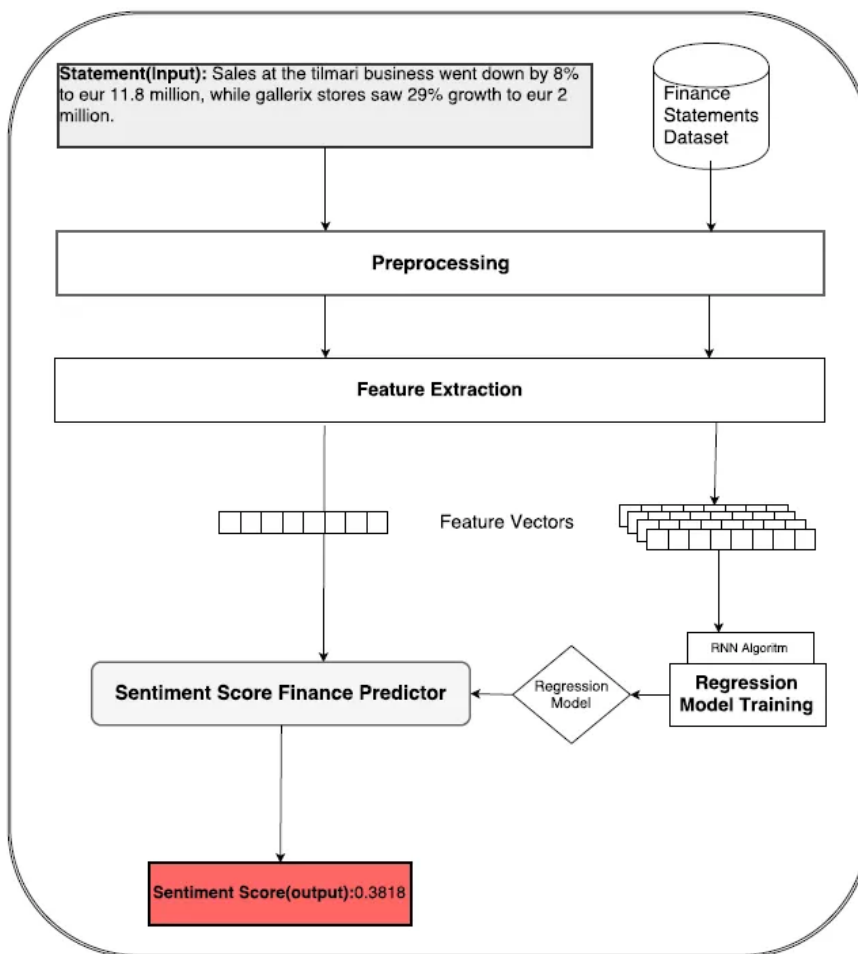 Statement(Input): Sales at the tilmari business went down by 8%
to eur 11.8 million, while gallerix stores saw 29% growth to eur 2
million.
Finance
Statements
Dataset
Preprocessing
Feature Extraction
Feature Vectors
RNN Algoritm
Regression
Model Training
Regression
Model
Sentiment Score Finance Predictor
Sentiment Score(output):0.3818